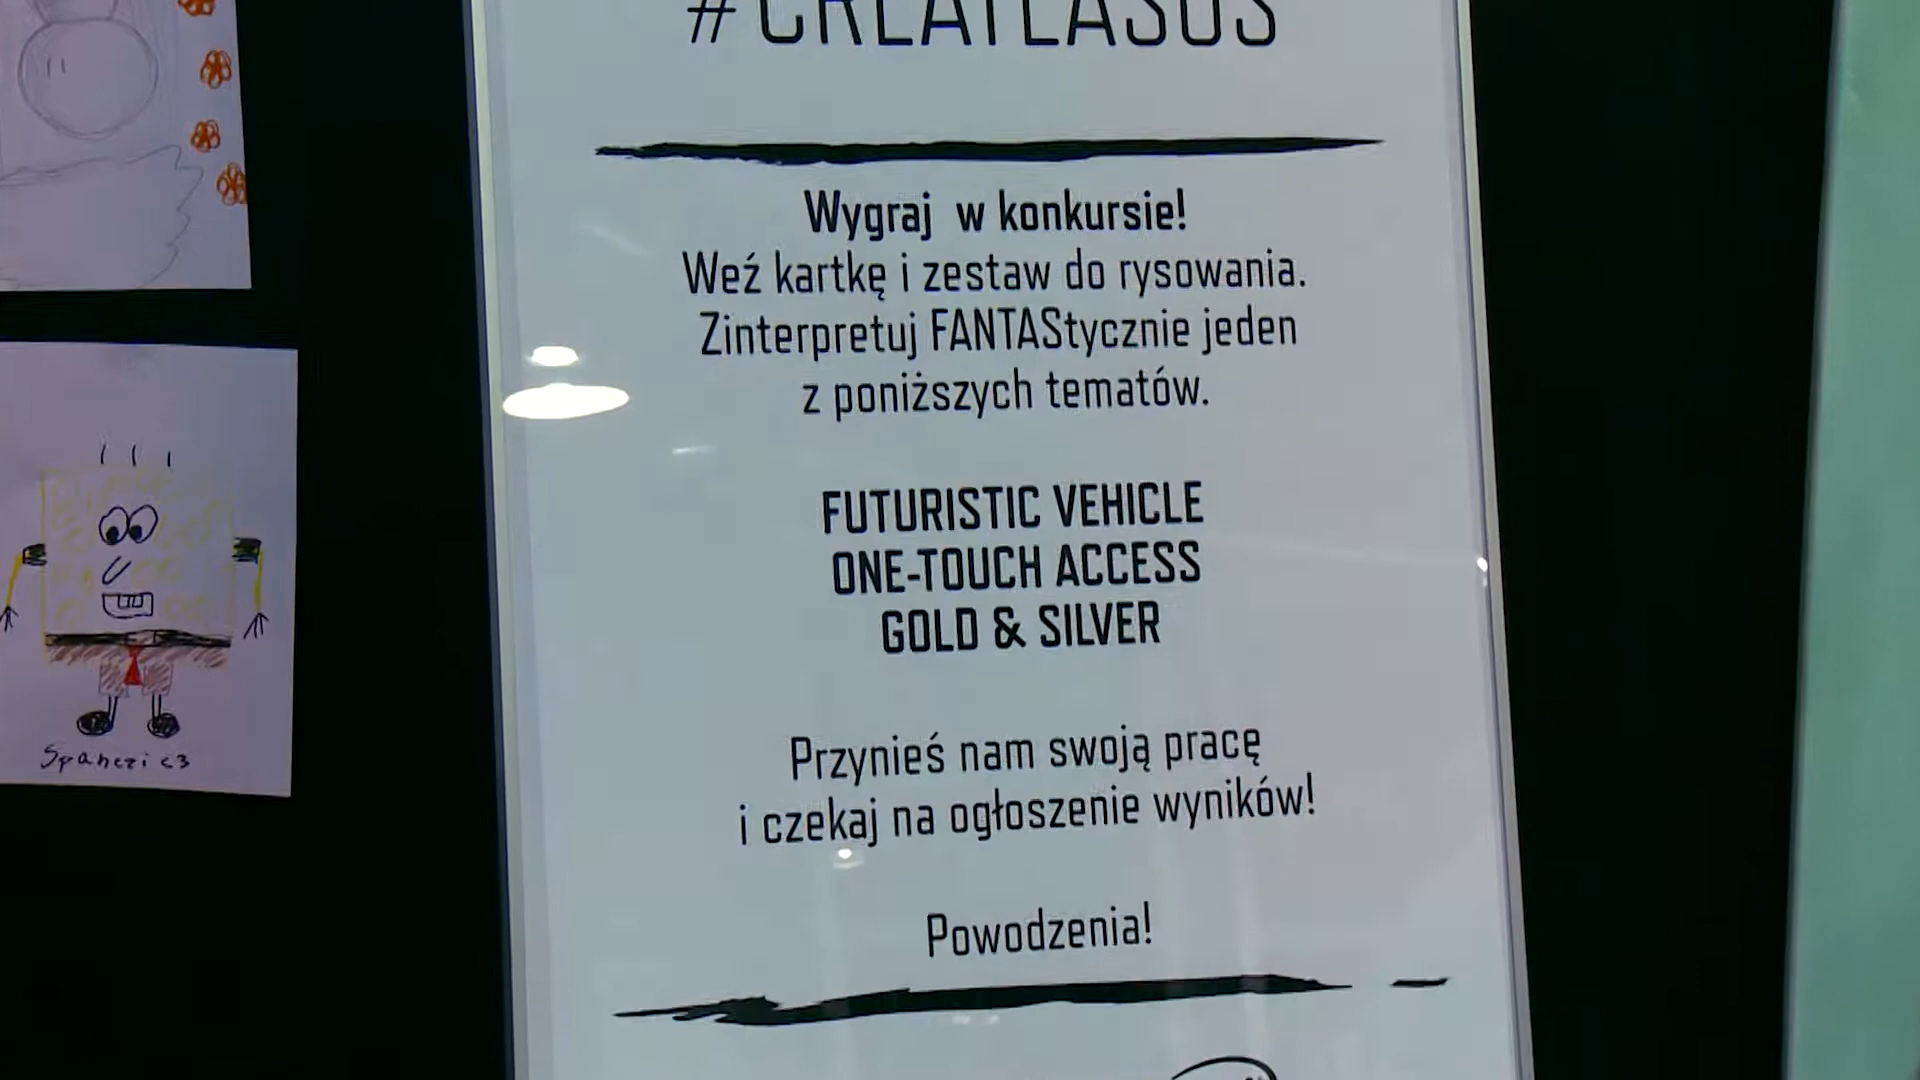 #CREATEASUS
Wygraj w konkursie!
Weź kartkę i zestaw do rysowania.
Zinterpretuj FANTAStycznie jeden
z poniższych tematów.
FUTURISTIC VEHICLE
ONE-TOUCH ACCESS
GOLD & SILVER
Przynieś nam swoją pracę
i czekaj na ogłoszenie wyników!
Powodzenia!